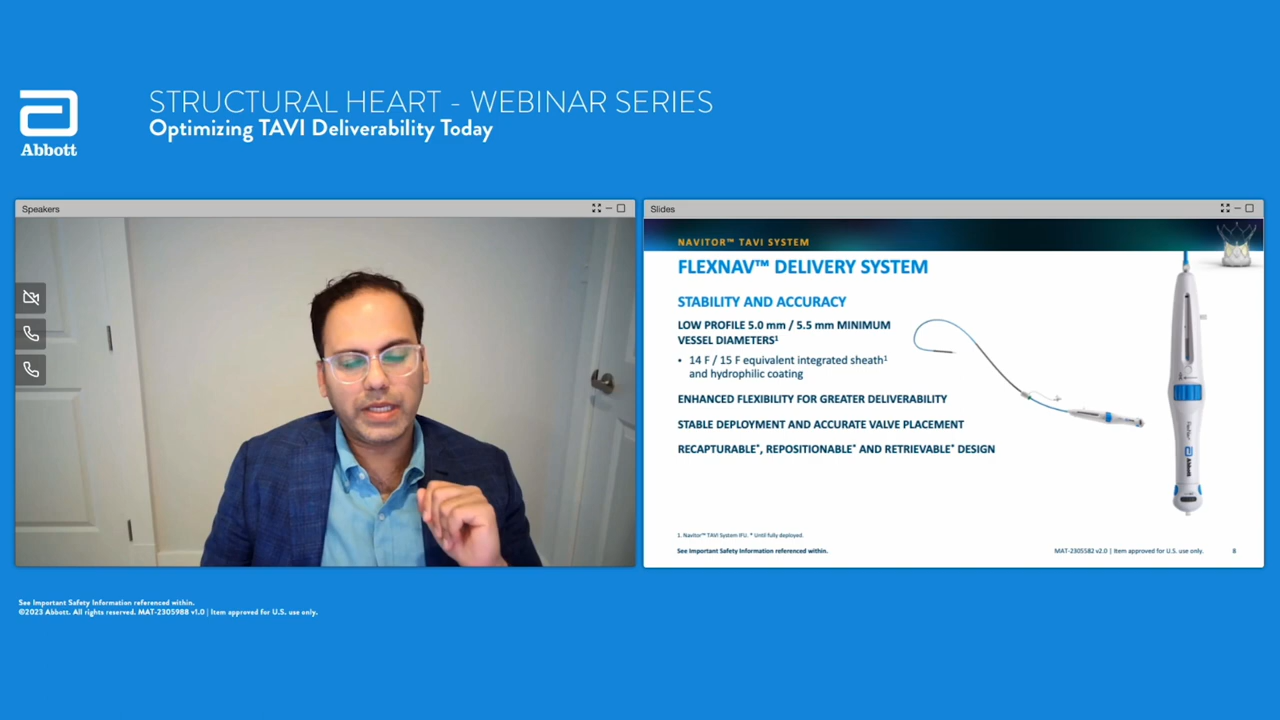 Abbott
STRUCTURAL HEART - WEBINAR SERIES
Optimizing TAVI Deliverability Today
Speakers
Slides
NAVITOR™ TAVI SYSTEM
FLEXNAV™ DELIVERY SYSTEM
STABILITY AND ACCURACY
LOW PROFILE 5.0 mm / 5.5 mm MINIMUM
VESSEL DIAMETERS¹
• 14 F / 15 F equivalent integrated sheath¹
and hydrophilic coating
ENHANCED FLEXIBILITY FOR GREATER DELIVERABILITY
STABLE DEPLOYMENT AND ACCURATE VALVE PLACEMENT
RECAPTURABLE*, REPOSITIONABLE* AND RETRIEVABLE* DESIGN
Abbott
1. Navitor™ TAVI System IFU. * Until fully deployed.
See Important Safety Information referenced within.
MAT-2305582 v2.0 | Item approved for U.S. use only.
8
See Important Safety Information referenced within.
©2023 Abbott. All rights reserved. MAT-2305988 v1.0 | Item approved for U.S. use only.